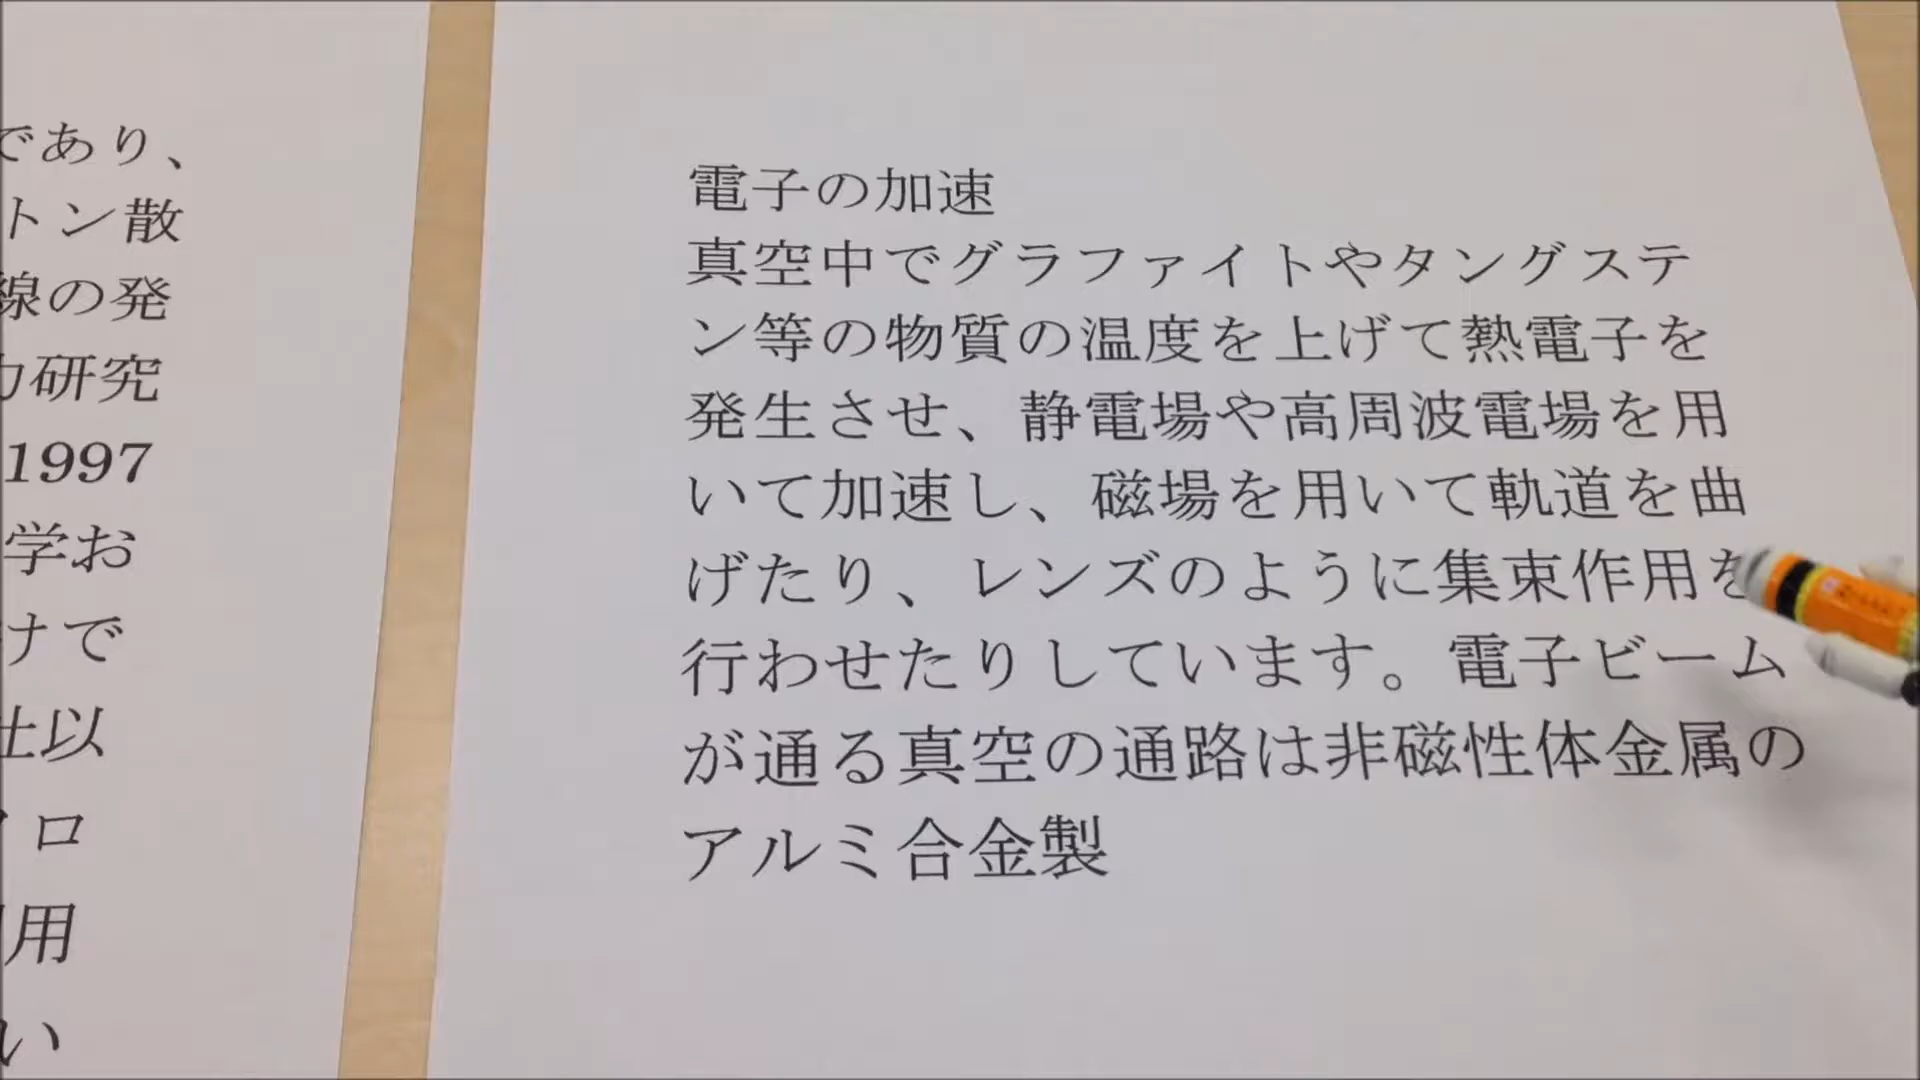 であり、
トン散
線の発
研究
1997
学お
ナで
以
ロ
用
い
電子の加速
真空中でグラファイトやタングステ
ン等の物質の温度を上げて熱電子を
発生させ、静電場や高周波電場を用
いて加速し、磁場を用いて軌道を曲
げたり、レンズのように集束作用を
行わせたりしています。電子ビーム
が通る真空の通路は非磁性体金属の
アルミ合金製